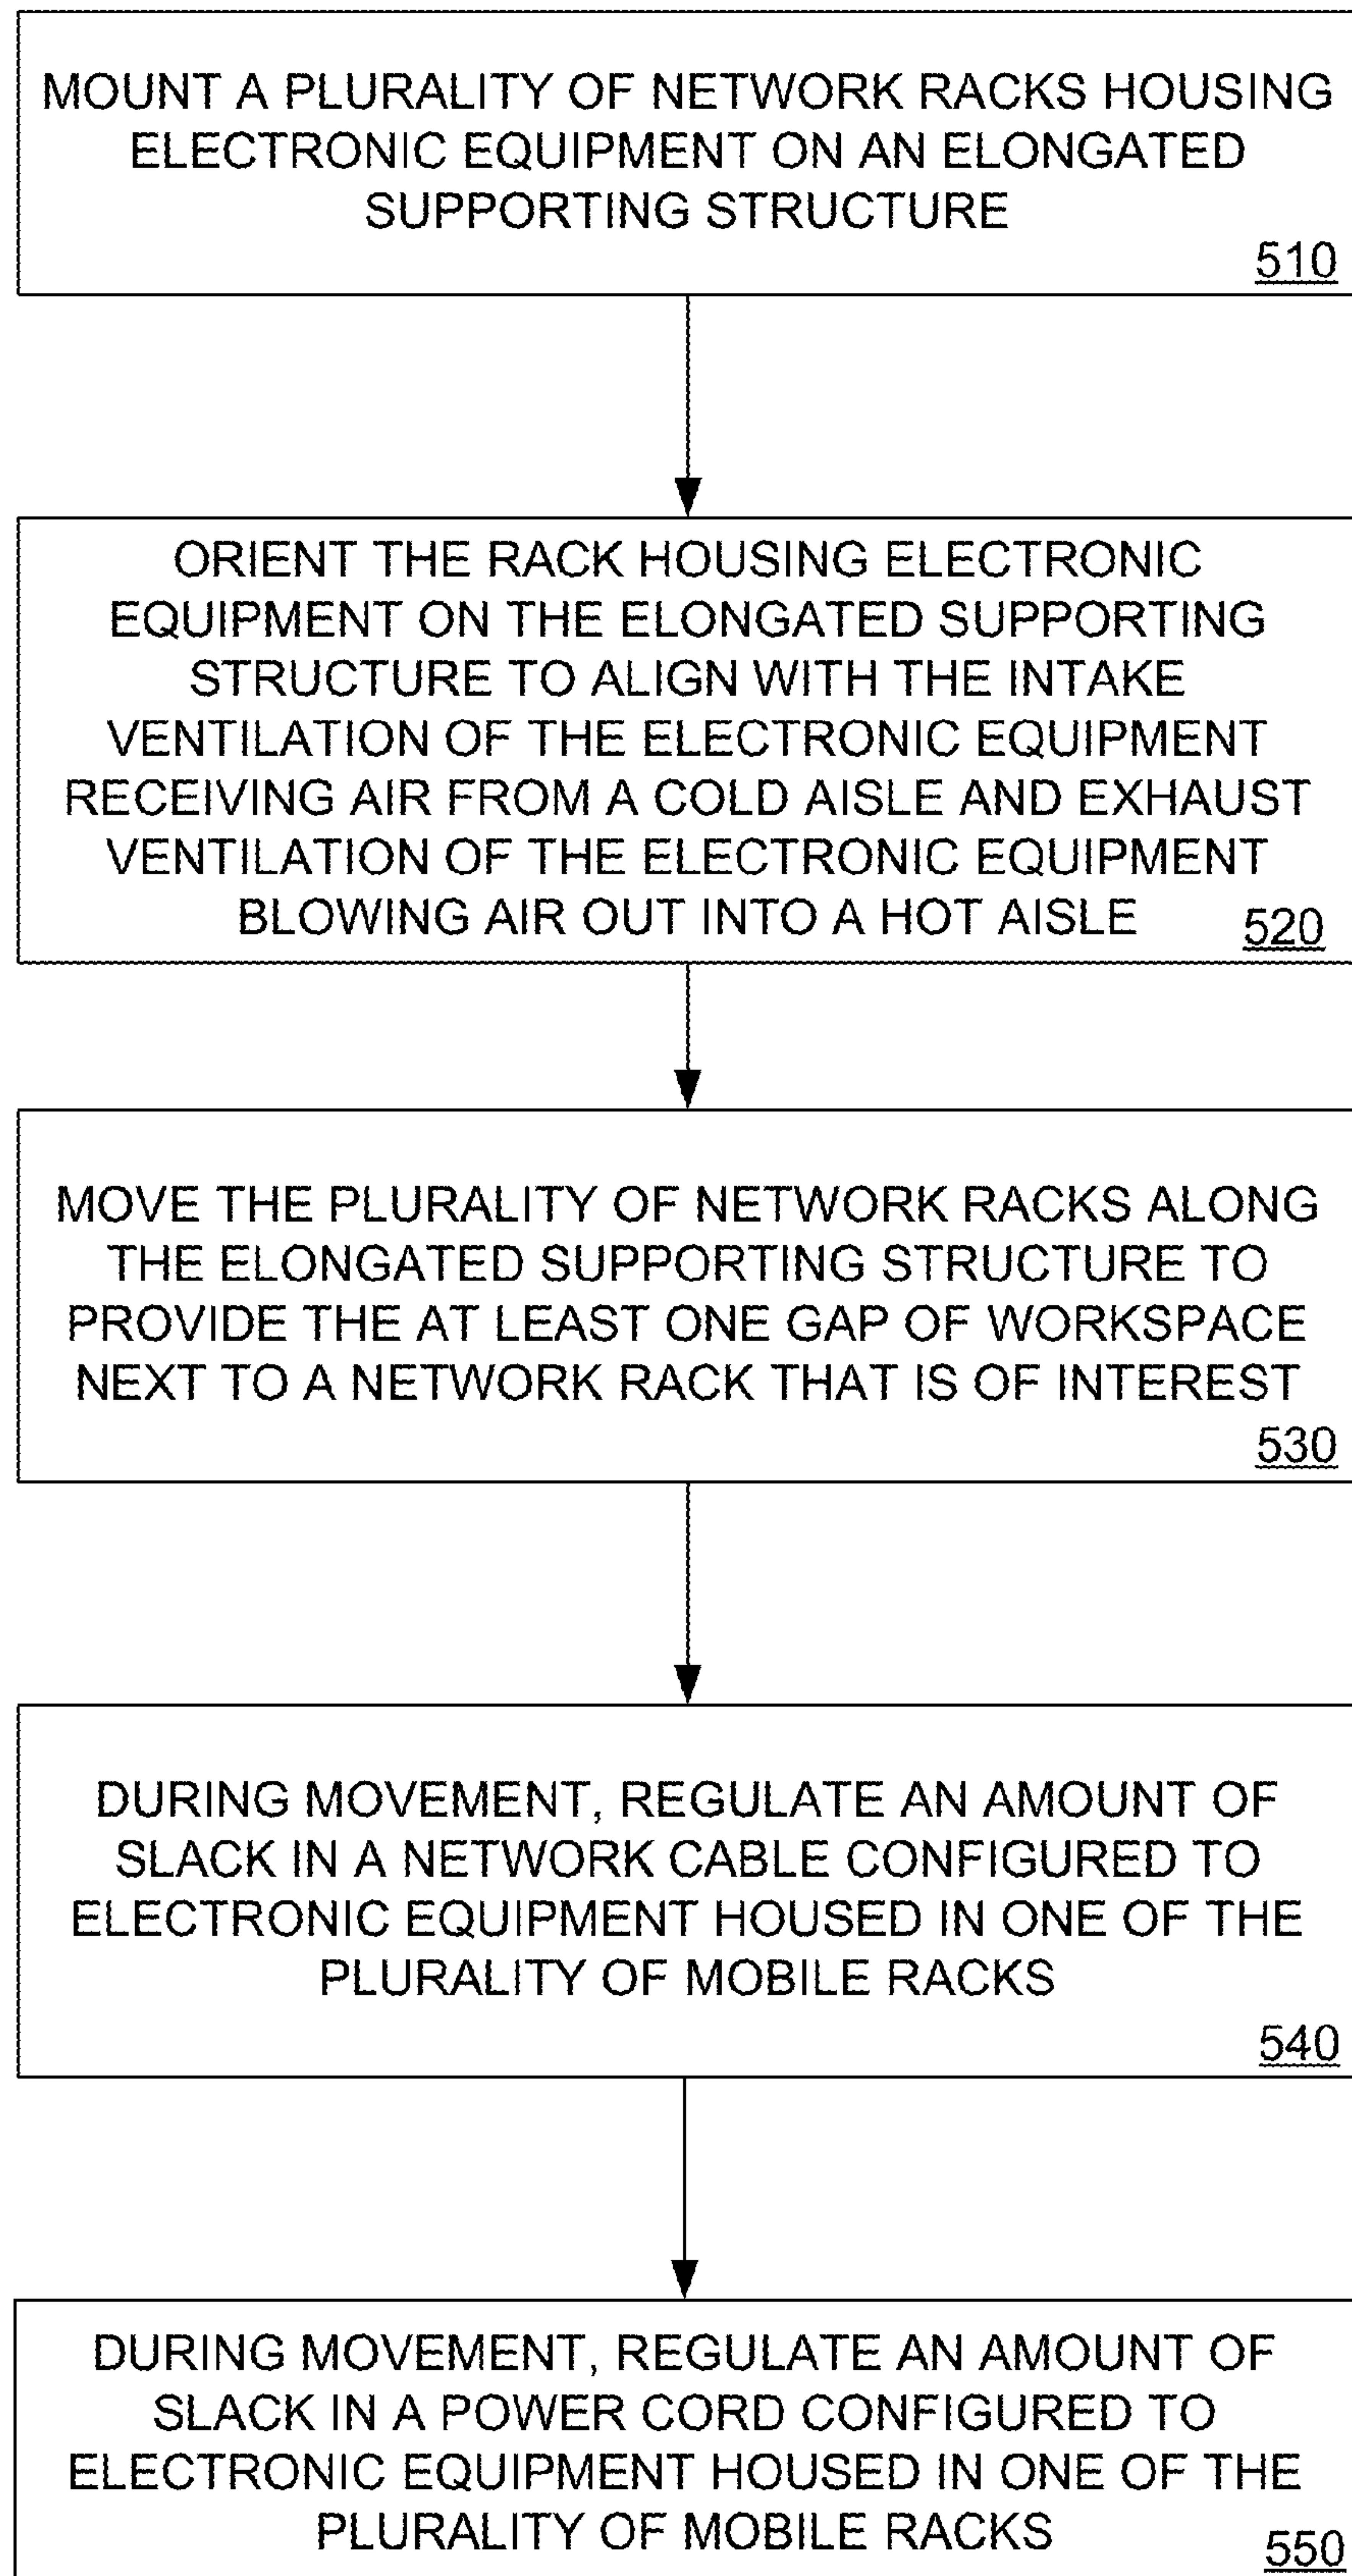 MOUNT A PLURALITY OF NETWORK RACKS HOUSING
ELECTRONIC EQUIPMENT ON AN ELONGATED
SUPPORTING STRUCTURE
510
ORIENT THE RACK HOUSING ELECTRONIC
EQUIPMENT ON THE ELONGATED SUPPORTING
STRUCTURE TO ALIGN WITH THE INTAKE
VENTILATION OF THE ELECTRONIC EQUIPMENT
RECEIVING AIR FROM A COLD AISLE AND EXHAUST
VENTILATION OF THE ELECTRONIC EQUIPMENT
BLOWING AIR OUT INTO A HOT AISLE
520
MOVE THE PLURALITY OF NETWORK RACKS ALONG
THE ELONGATED SUPPORTING STRUCTURE TO
PROVIDE THE AT LEAST ONE GAP OF WORKSPACE
NEXT TO A NETWORK RACK THAT IS OF INTEREST
530
DURING MOVEMENT, REGULATE AN AMOUNT OF
SLACK IN A NETWORK CABLE CONFIGURED TO
ELECTRONIC EQUIPMENT HOUSED IN ONE OF THE
PLURALITY OF MOBILE RACKS
540
DURING MOVEMENT, REGULATE AN AMOUNT OF
SLACK IN A POWER CORD CONFIGURED TO
ELECTRONIC EQUIPMENT HOUSED IN ONE OF THE
PLURALITY OF MOBILE RACKS
550